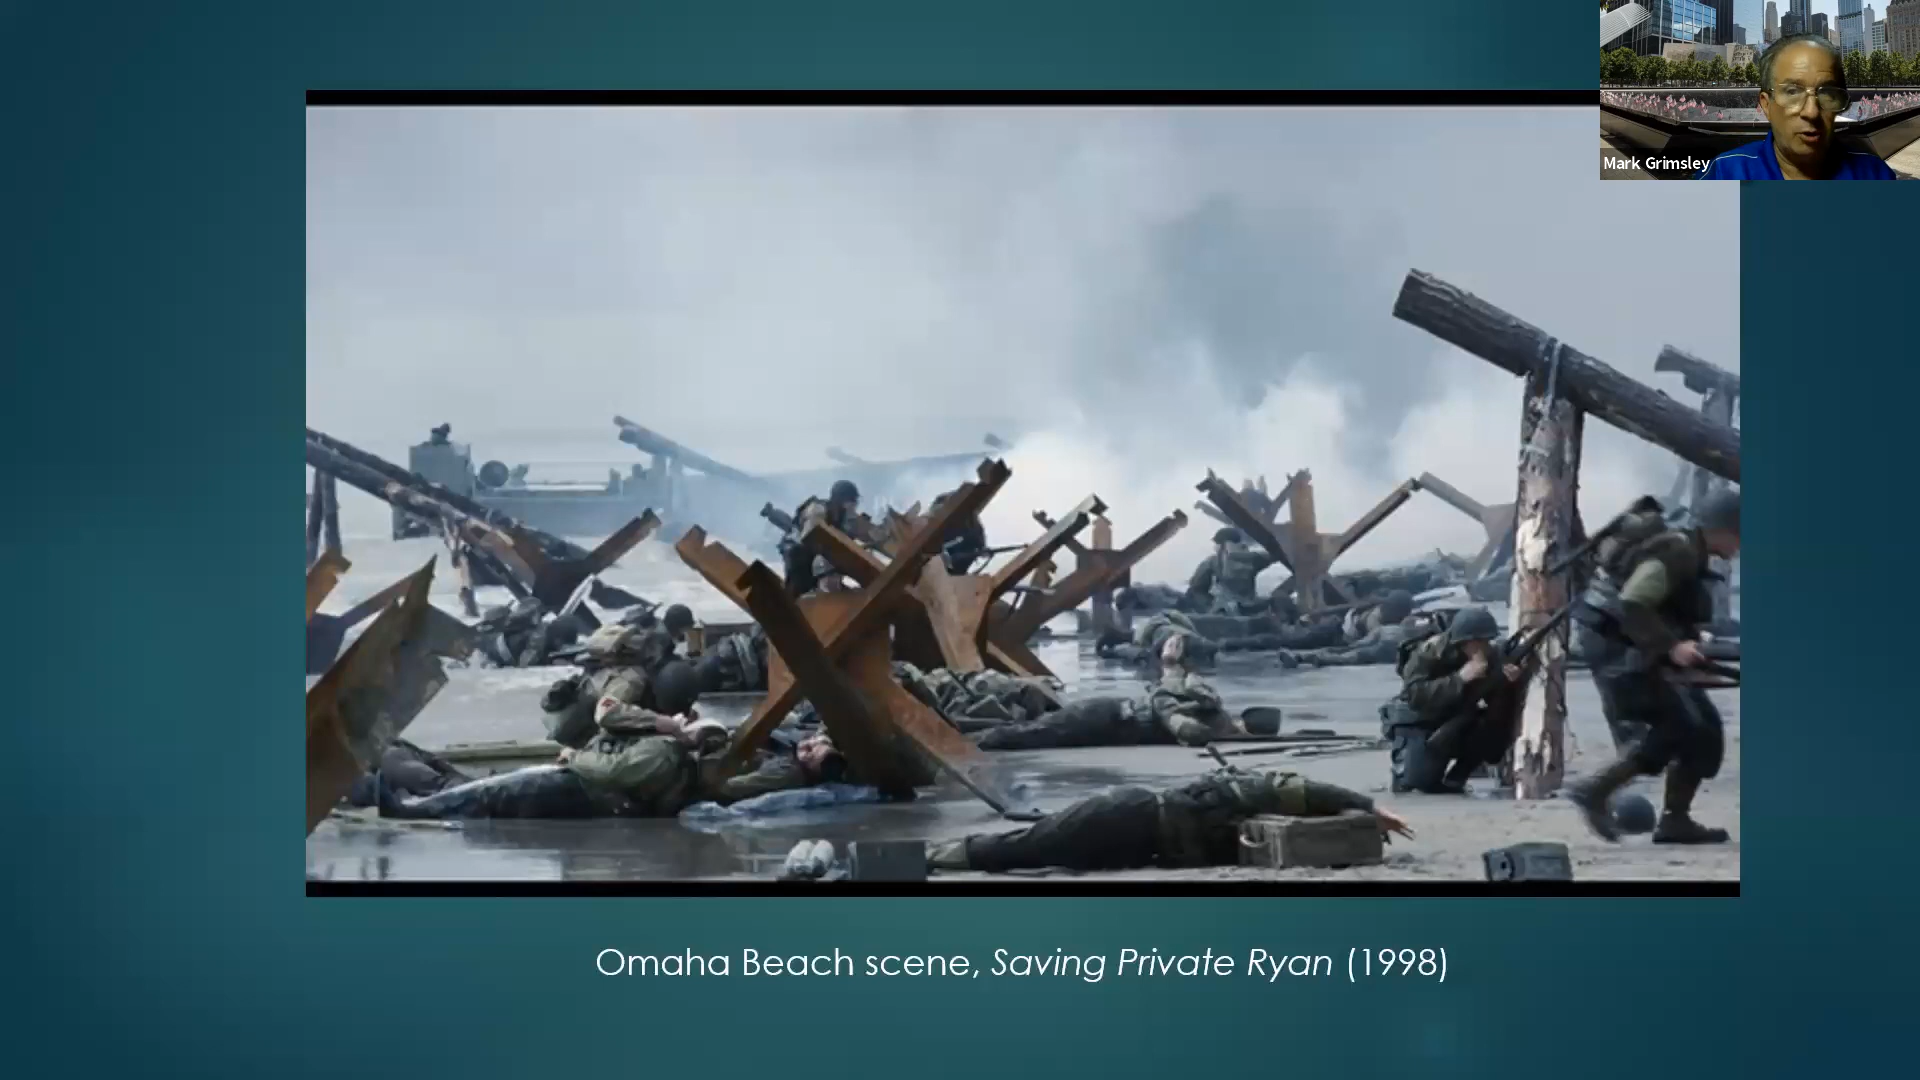 Mark Grimsley
Omaha Beach scene, Saving Private Ryan (1998)